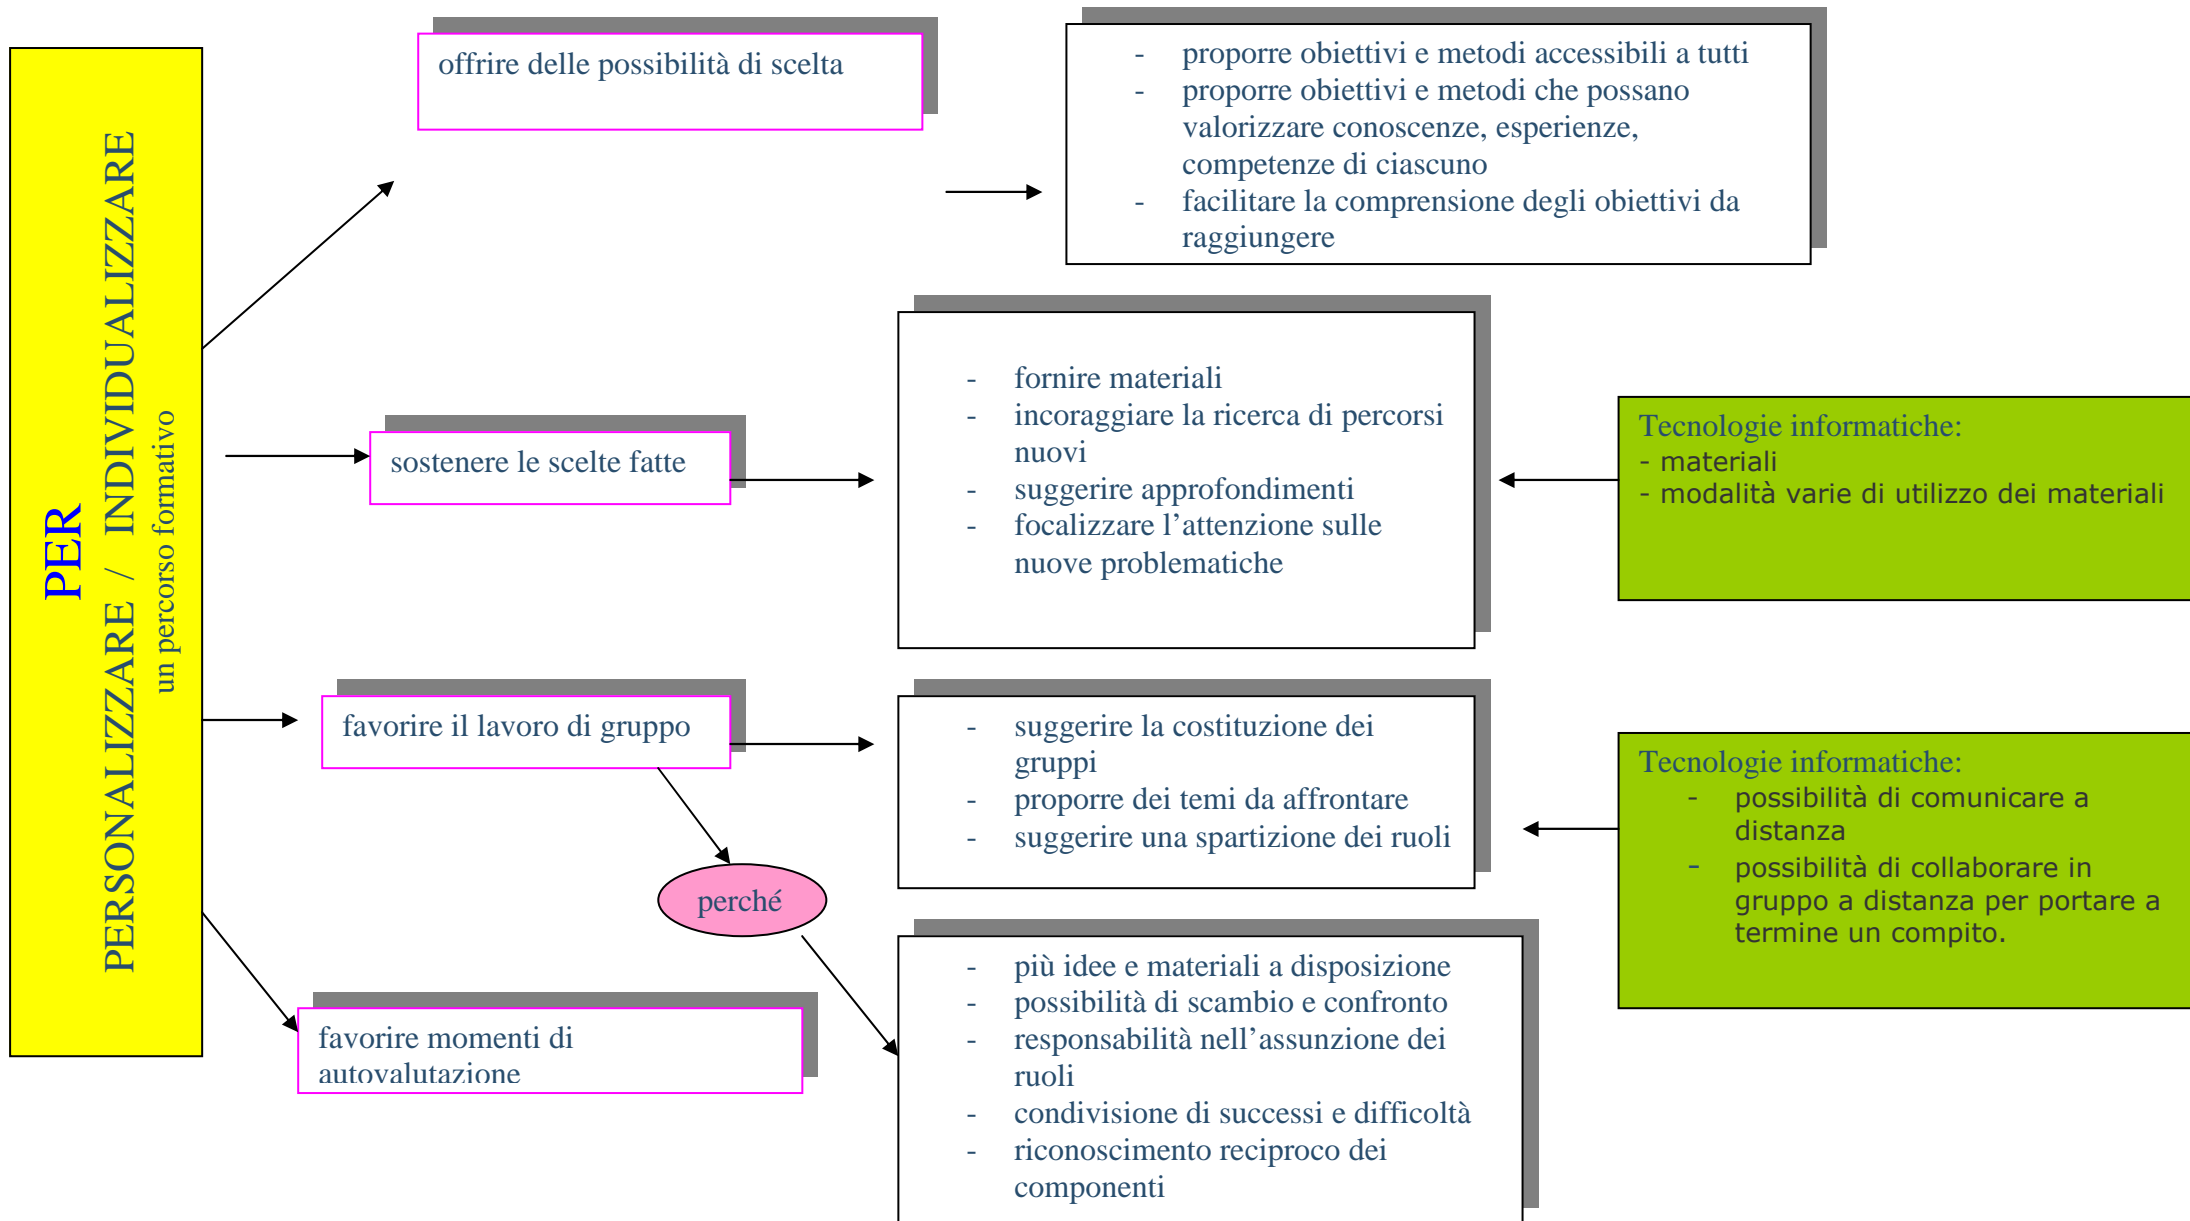 PER
PERSONALIZZARE / INDIVIDUALIZZARE
un percorso formativo
offrire delle possibilità di scelta
- proporre obiettivi e metodi accessibili a tutti
- proporre obiettivi e metodi che possano
valorizzare conoscenze, esperienze,
competenze di ciascuno
- facilitare la comprensione degli obiettivi da
raggiungere
sostenere le scelte fatte
- fornire materiali
- incoraggiare la ricerca di percorsi
nuovi
- suggerire approfondimenti
- focalizzare l’attenzione sulle
nuove problematiche
Tecnologie informatiche:
- materiali
- modalità varie di utilizzo dei materiali
favorire il lavoro di gruppo
- suggerire la costituzione dei
gruppi
- proporre dei temi da affrontare
- suggerire una spartizione dei ruoli
Tecnologie informatiche:
- possibilità di comunicare a
distanza
- possibilità di collaborare in
gruppo a distanza per portare a
termine un compito.
perché
- più idee e materiali a disposizione
- possibilità di scambio e confronto
- responsabilità nell’assunzione dei
ruoli
- condivisione di successi e difficoltà
- riconoscimento reciproco dei
componenti
favorire momenti di
autovalutazione